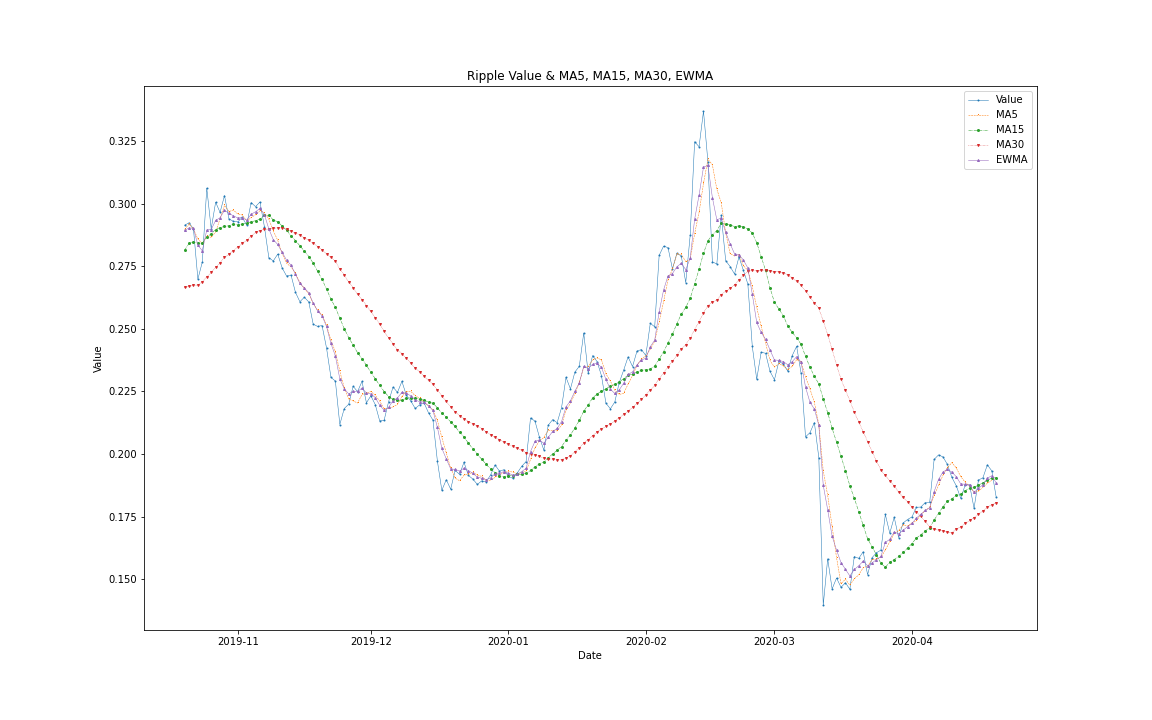 Ripple Value & MA5, MA15, MA30, EWMA
Value
MA5
MA15
MA30
EWMA
0.325
0.300
0.275
0.250
0.225
0.200
0.175
0.150
Value
2019-11
2019-12
2020-01
2020-02
2020-03
2020-04
Date